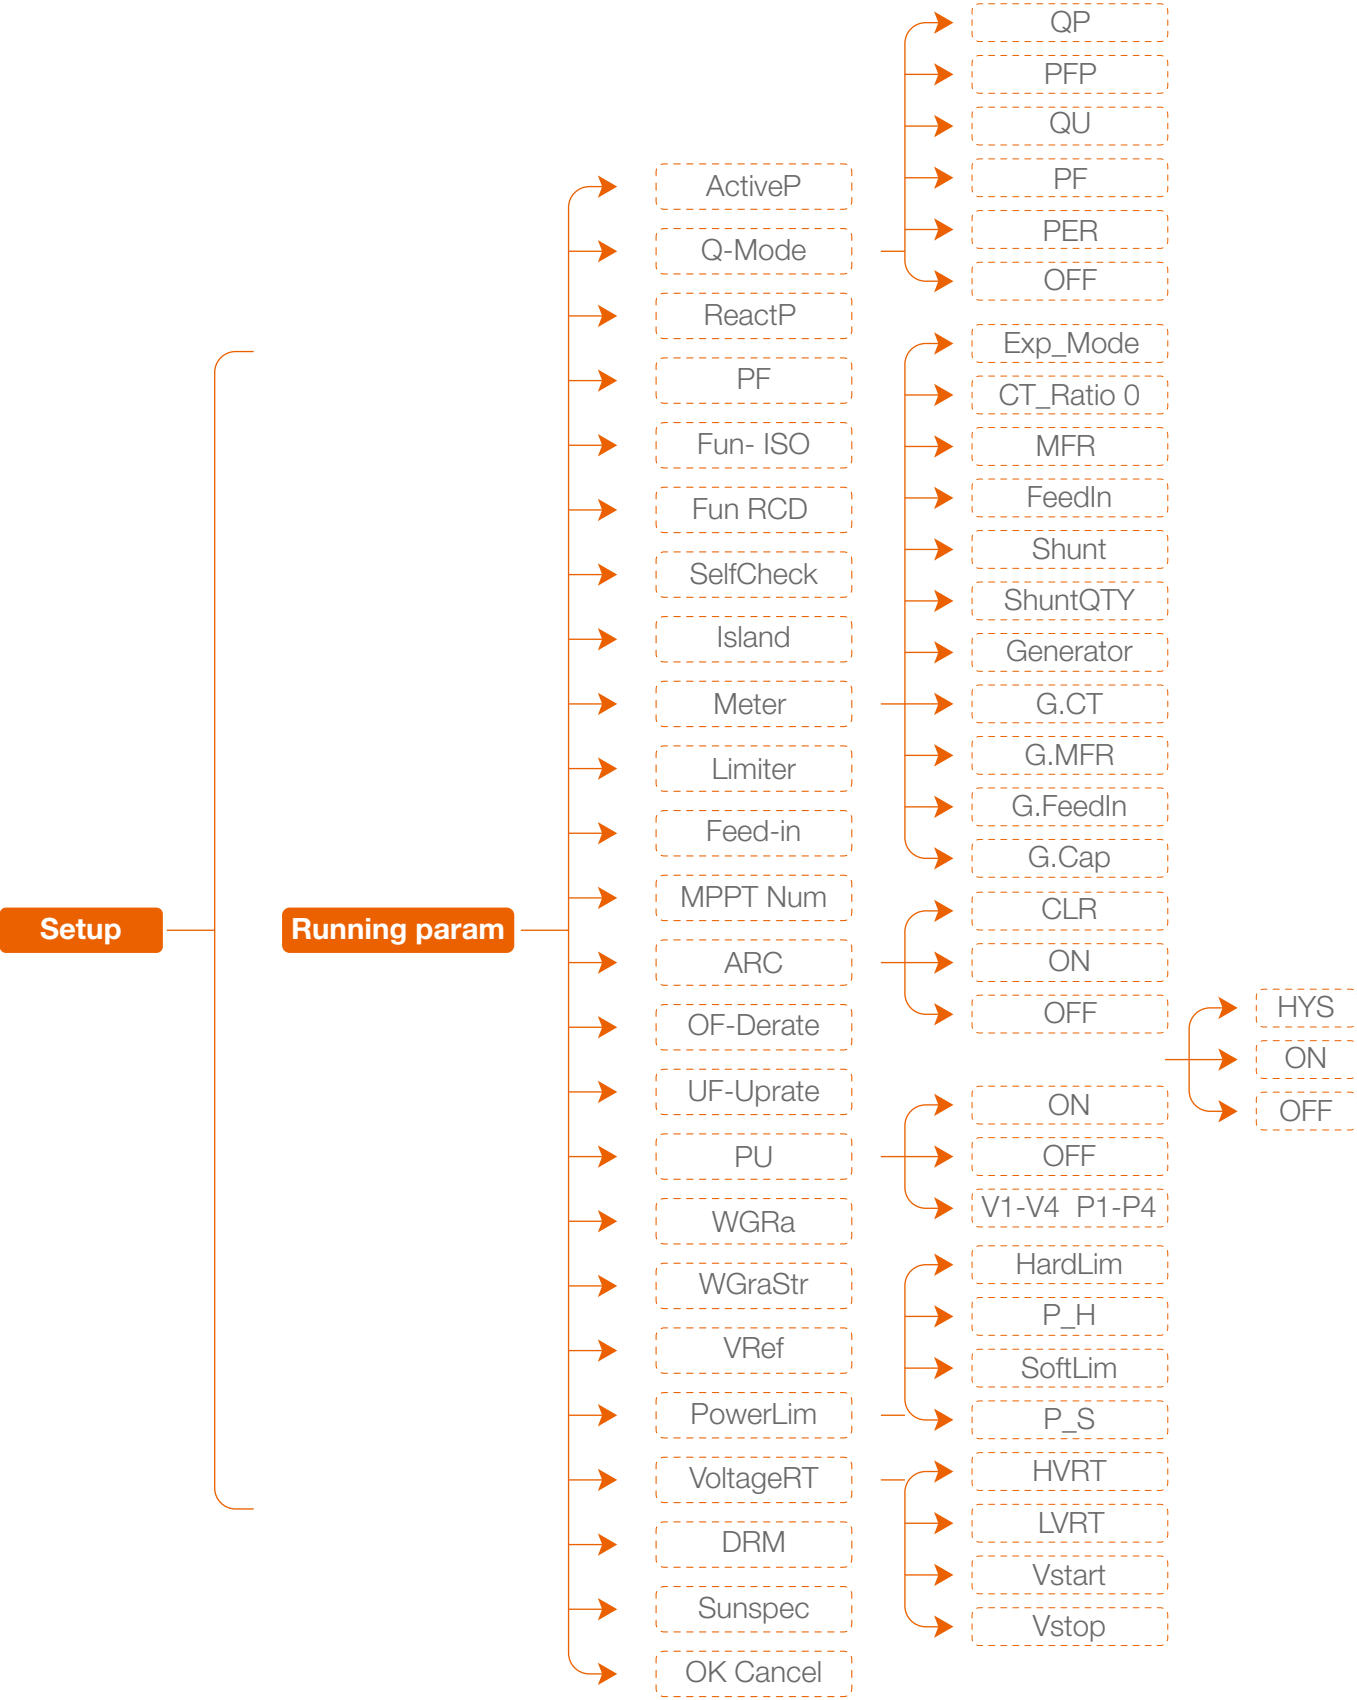 Setup
Running param
ActiveP
Q-Mode
ReactP
PF
Fun- ISO
Fun RCD
SelfCheck
Island
Meter
Limiter
Feed-in
MPPT Num
ARC
OF-Derate
UF-Uprate
PU
WGRa
WGraStr
VRef
PowerLim
VoltageRT
DRM
Sunspec
OK Cancel
QP
PFP
QU
PF
PER
OFF
Exp_Mode
CT_Ratio 0
MFR
FeedIn
Shunt
ShuntQTY
Generator
G.CT
G.MFR
G.FeedIn
G.Cap
CLR
ON
OFF
ON
OFF
V1-V4 P1-P4
HardLim
P_H
SoftLim
P_S
HVRT
LVRT
Vstart
Vstop
HYS
ON
OFF